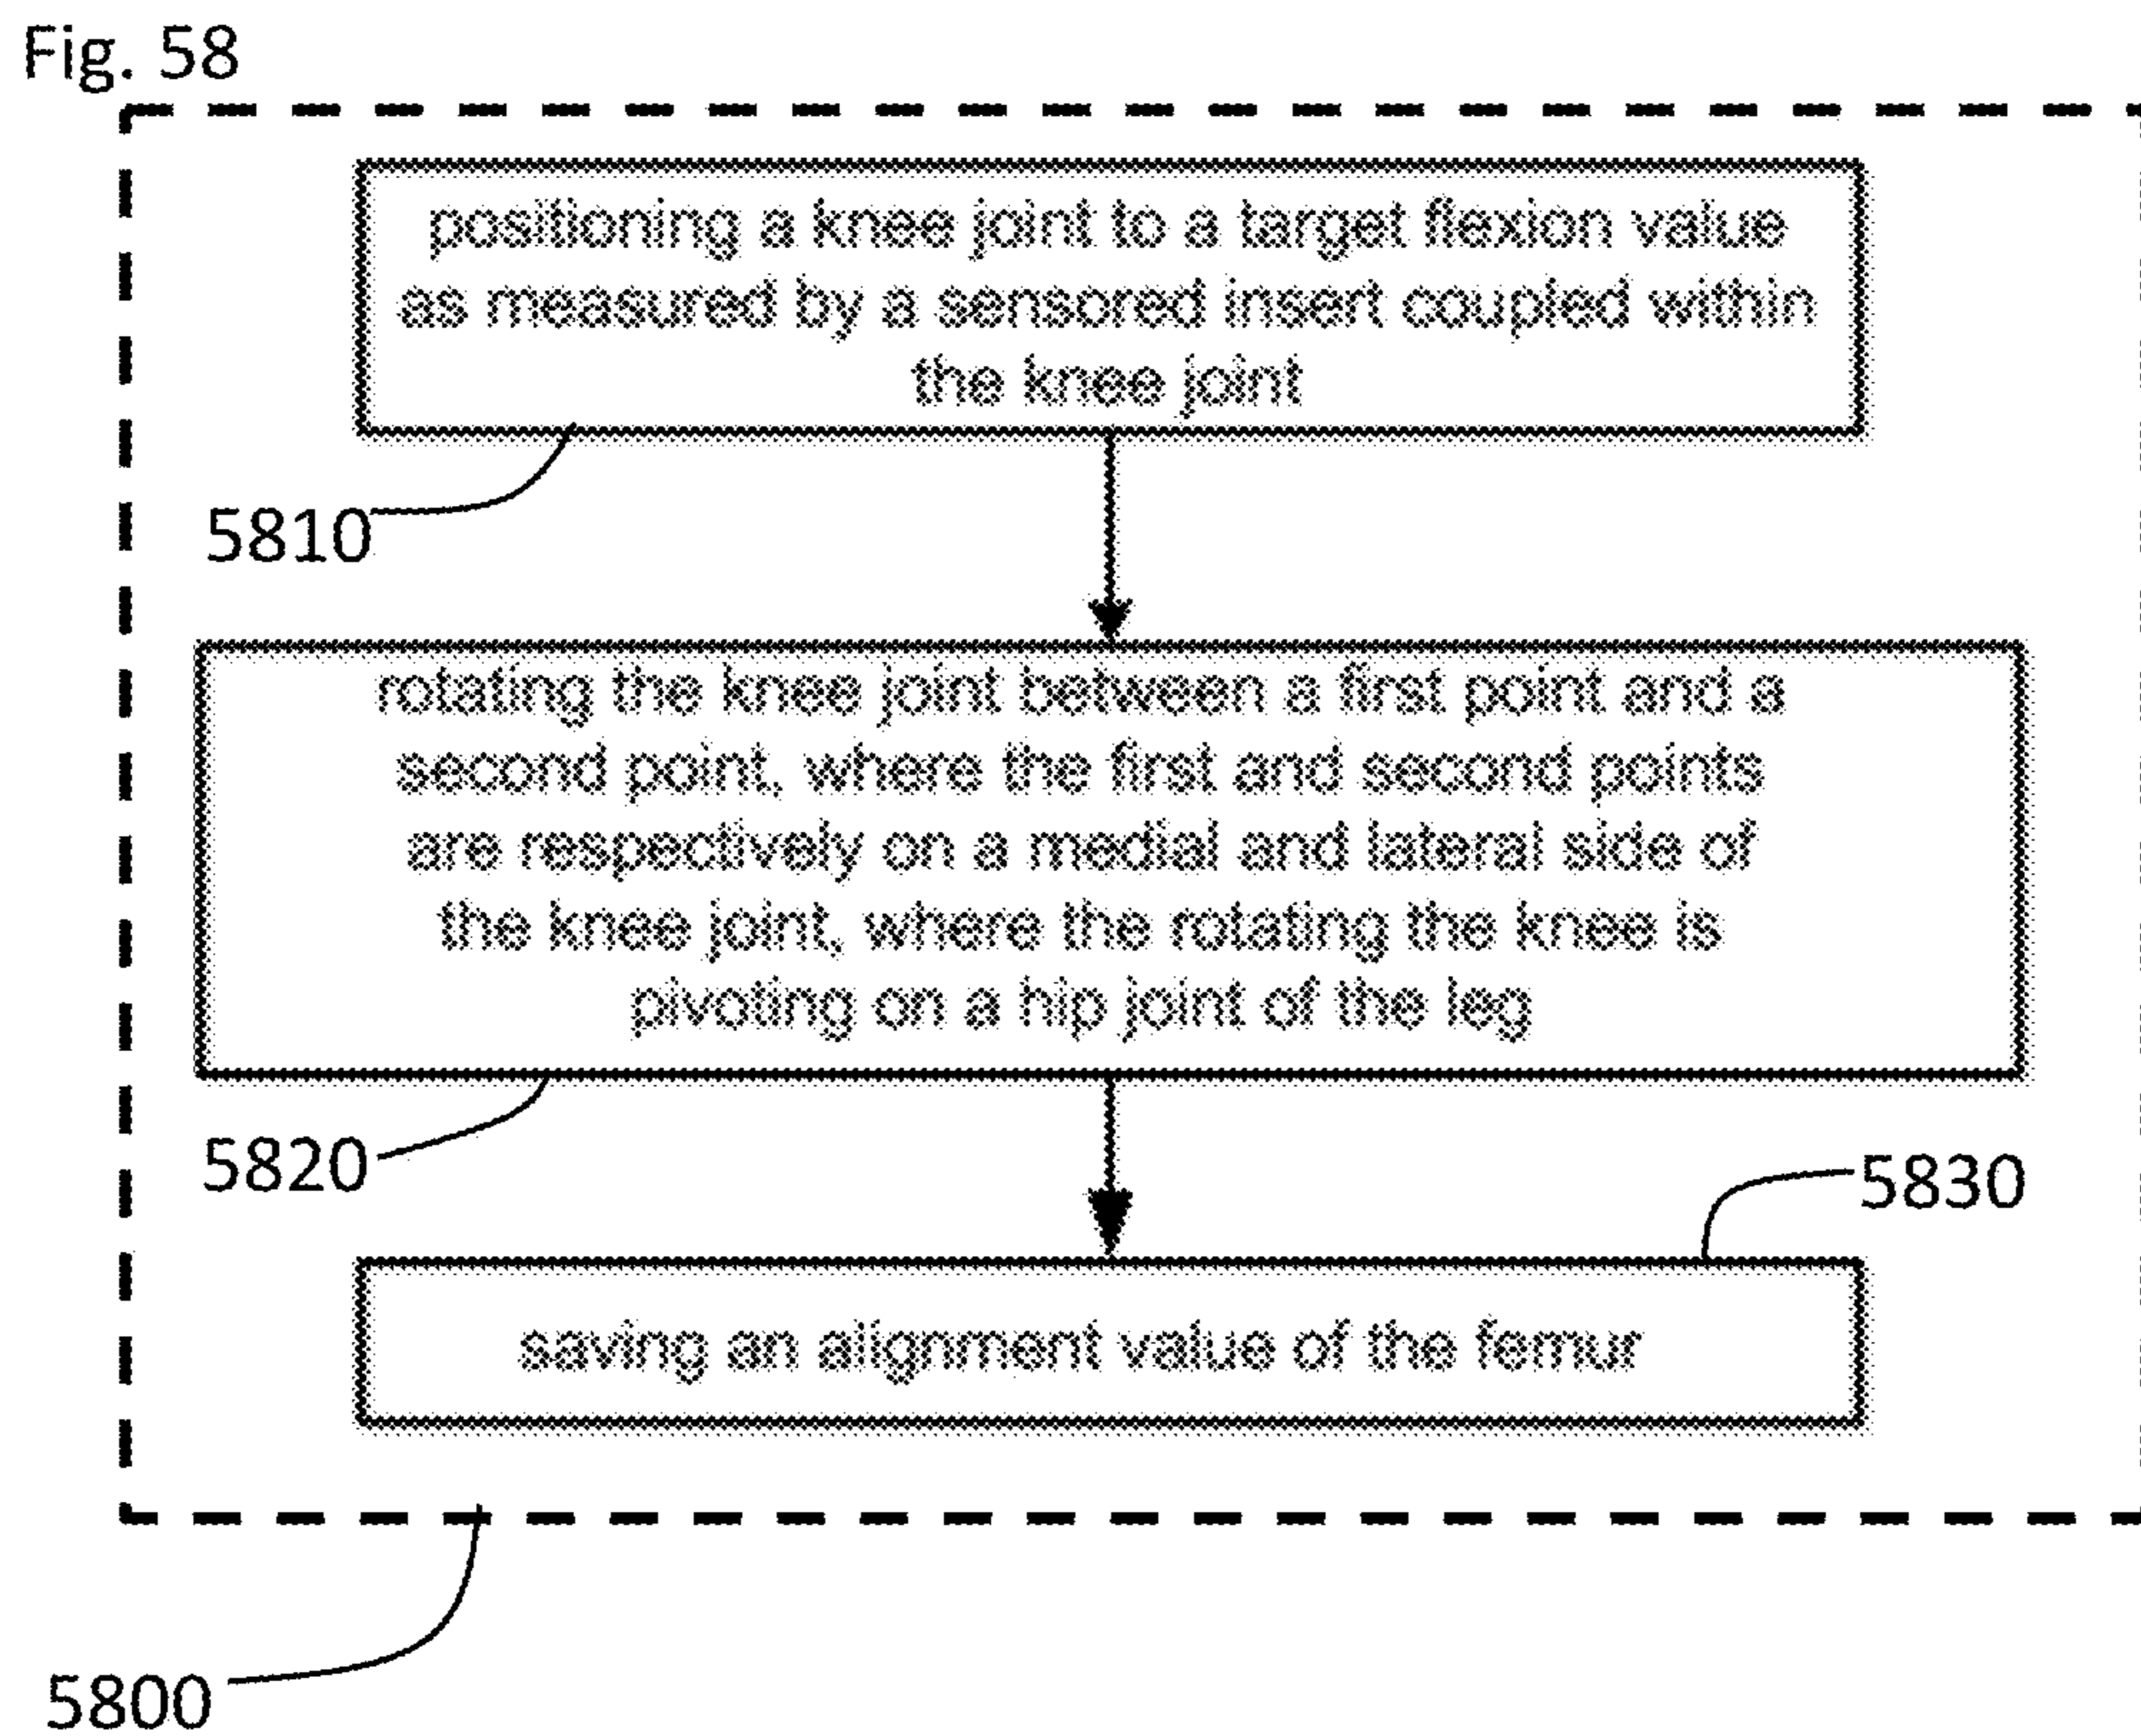 Fig. 58
positioning a knee joint to a target flexion value
as measured by a sensored insert coupled within
the knee joint
5810
rotating the knee joint between a first point and a
second point, where the first and second points
are respectively on a medial and lateral side of
the knee joint, where the rotating the knee is
pivoting on a hip joint of the leg
5820
5830
saving an alignment value of the femur
5800